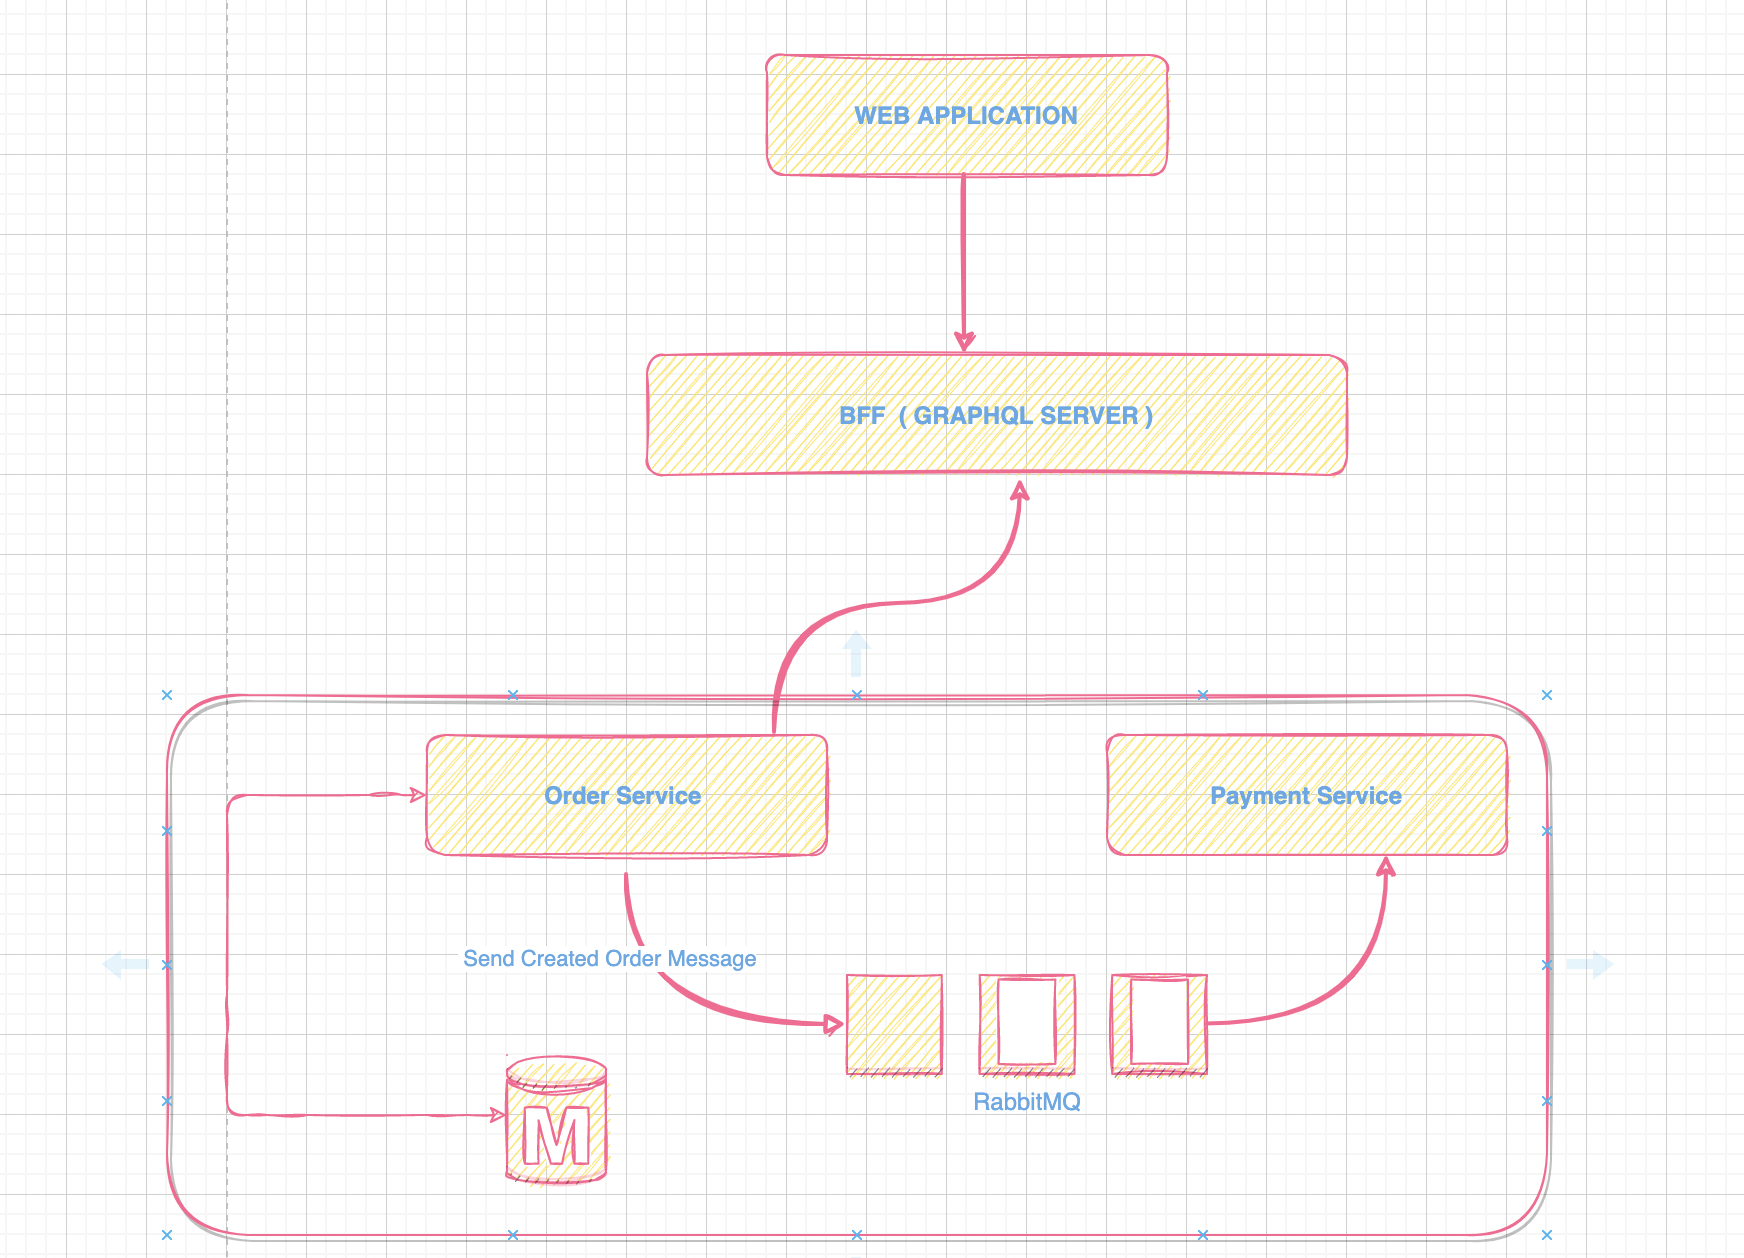 WEB APPLICATION
BFF ( GRAPHQL SERVER )
Order Service
Payment Service
Send Created Order Message
RabbitMQ
M